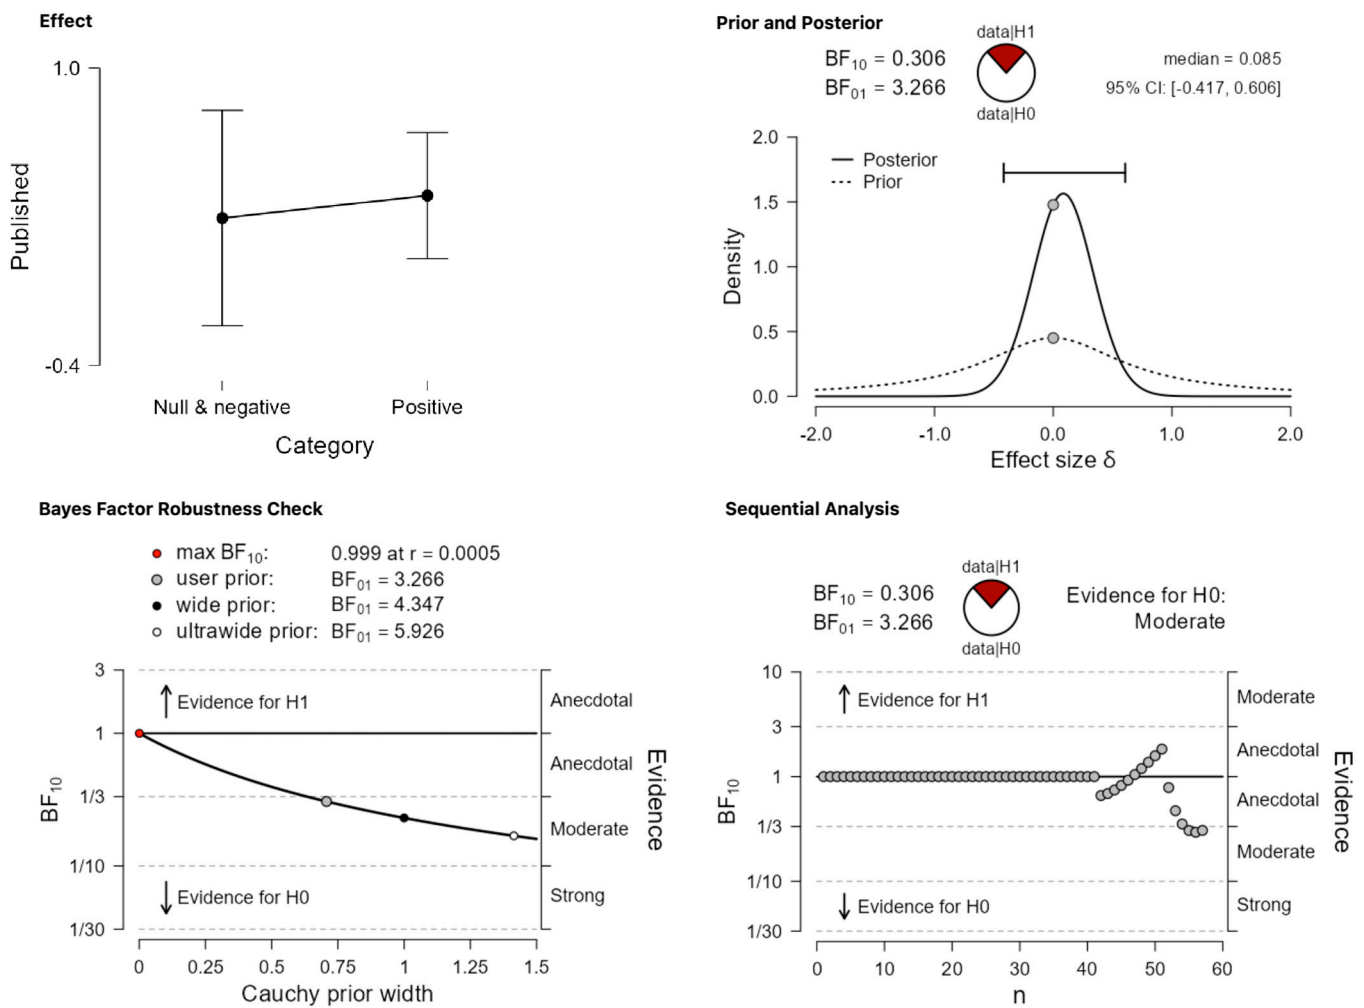 Effect
1.0
Published
-0.4
Null & negative
Positive
Category
Prior and Posterior
BF10 = 0.306
BF01 = 3.266
data|H1
data|H0
median = 0.085
95% CI: [-0.417, 0.606]
Posterior
Prior
2.0
1.5
1.0
0.5
0.0
Density
-2.0
-1.0
0.0
1.0
2.0
Effect size δ
Bayes Factor Robustness Check
max BF10: 0.999 at r = 0.0005
user prior: BF01 = 3.266
wide prior: BF01 = 4.347
ultrawide prior: BF01 = 5.926
3
1
1/3
1/10
1/30
BF10
Evidence for H1
Evidence for H0
Anecdotal
Anecdotal
Moderate
Strong
Evidence
0
0.25
0.5
0.75
1
1.25
1.5
Cauchy prior width
Sequential Analysis
BF10 = 0.306
BF01 = 3.266
data|H1
data|H0
Evidence for H0:
Moderate
10
3
1
1/3
1/10
1/30
BF10
Evidence for H1
Evidence for H0
Moderate
Anecdotal
Anecdotal
Moderate
Strong
Evidence
0
10
20
30
40
50
60
n